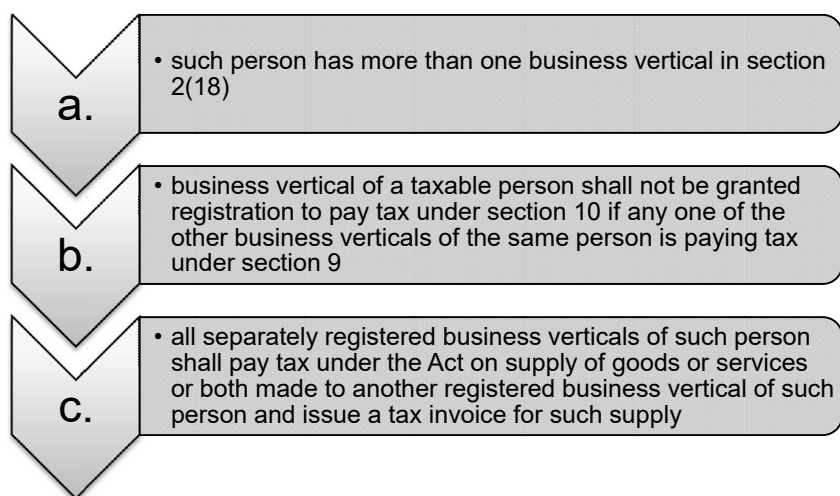 a.
• such person has more than one business vertical in section
2(18)
b.
• business vertical of a taxable person shall not be granted
registration to pay tax under section 10 if any one of the
other business verticals of the same person is paying tax
under section 9
c.
• all separately registered business verticals of such person
shall pay tax under the Act on supply of goods or services
or both made to another registered business vertical of such
person and issue a tax invoice for such supply